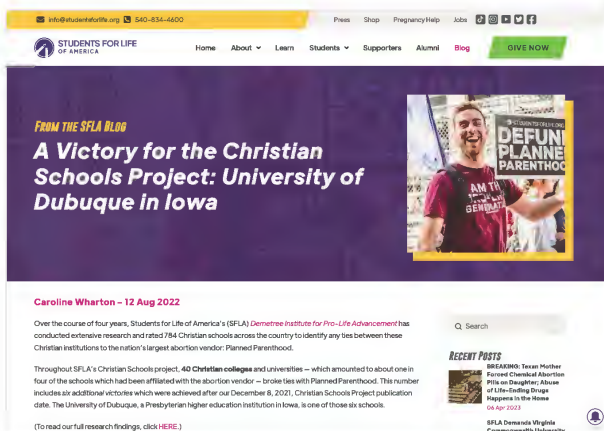 info@studentsforlife.org 540-834-4600 Press Shop PregnancyHelp Jobs
STUDENTS FOR LIFE
OF AMERICA
Home About Learn Students Supporters Alumni Blog GIVE NOW
FROM THE SFLA BLOG
A Victory for the Christian
Schools Project: University of
Dubuque in Iowa
STUDENTSFORLIFE.ORG
PLANNE
PARENTHOO
I AM THE
PRO-LIFE
GENERATION
Caroline Wharton – 12 Aug 2022
Over the course of four years, Students for Life of America's (SFLA) Demetree Institute for Pro-Life Advancement has
conducted extensive research and rated 784 Christian schools across the country to identify any ties between these
Christian institutions to the nation's largest abortion vendor: Planned Parenthood.
Throughout SFLA's Christian Schools project, 40 Christian colleges and universities — which amounted to about one in
four of the schools which had been affiliated with the abortion vendor — broke ties with Planned Parenthood. This number
includes six additional victories which were achieved after our December 8, 2021, Christian Schools Project publication
date. The University of Dubuque, a Presbyterian higher education institution in Iowa, is one of those six schools.
(To read our full research findings, click HERE.)
Search
RECENT POSTS
BREAKING: Texan Mother
Forced Chemical Abortion
Pills on Daughter; Abuse
of Life-Ending Drugs
Happens in the Home
06 Apr 2023
SFLA Demands Virginia
Commonwealth University